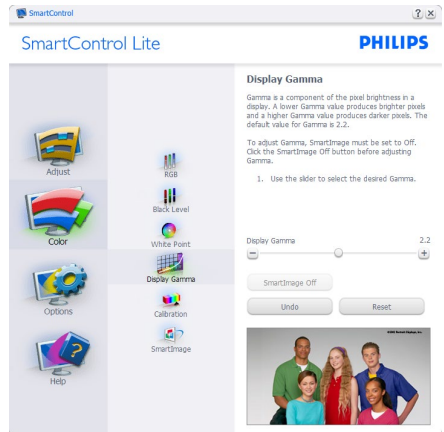 SmartControl
? ×
SmartControl Lite
PHILIPS
Adjust
Color
Options
Help
RGB
Black Level
White Point
Display Gamma
Calibration
SmartImage
Display Gamma
Gamma is a component of the pixel brightness in a
display. A lower Gamma value produces brighter pixels
and a higher Gamma value produces darker pixels. The
default value for Gamma is 2.2.
To adjust Gamma, SmartImage must be set to Off.
Click the SmartImage Off button before adjusting
Gamma.
1. Use the slider to select the desired Gamma.
Display Gamma 2.2
SmartImage Off
Undo Reset